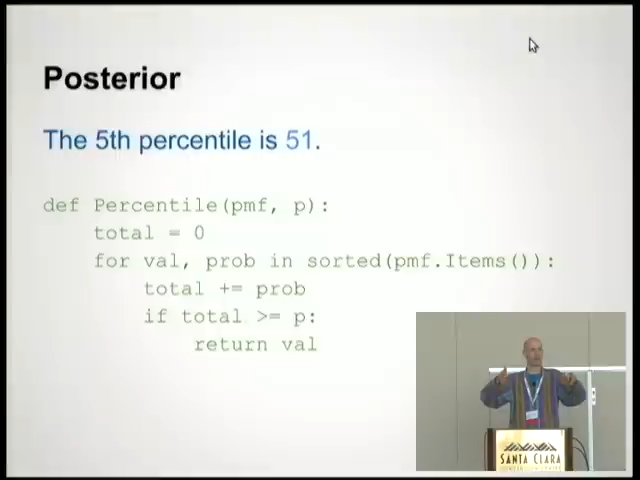 Posterior
The 5th percentile is 51.
def Percentile(pmf, p):
    total = 0
    for val, prob in sorted(pmf.Items()):
        total += prob
        if total >= p:
            return val
SANTA CLARA